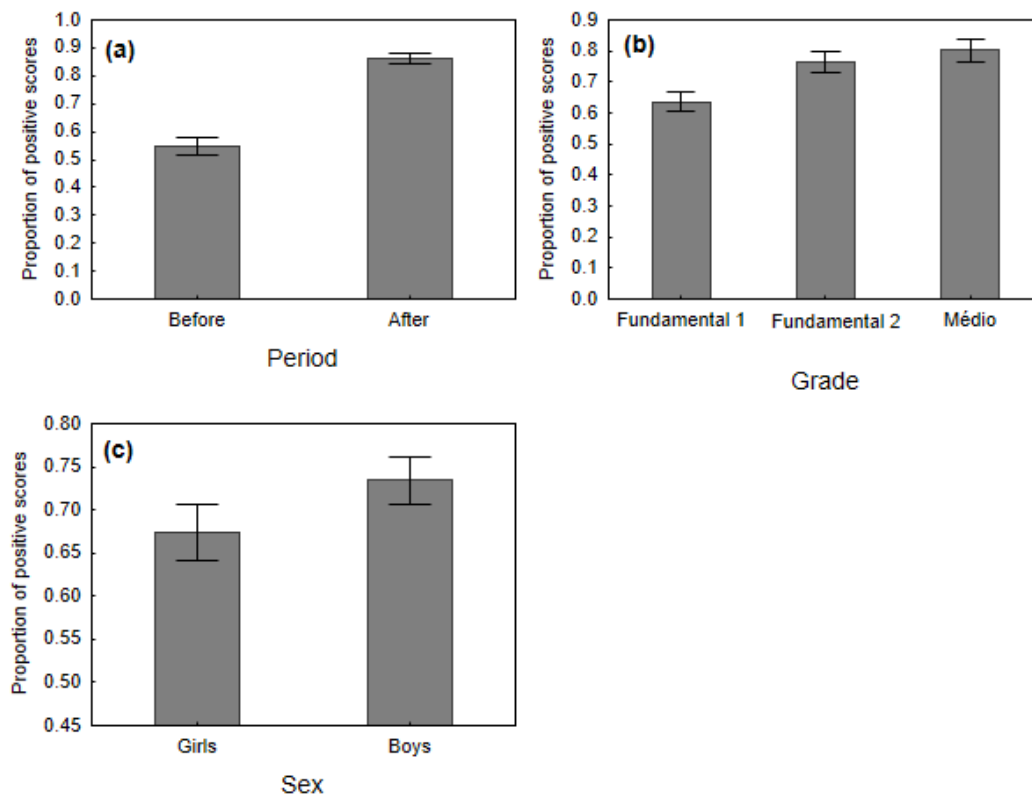 (a)
Proportion of positive scores
1.0
0.9
0.8
0.7
0.6
0.5
0.4
0.3
0.2
0.1
0.0
Before After
Period
(b)
Proportion of positive scores
0.9
0.8
0.7
0.6
0.5
0.4
0.3
0.2
0.1
0.0
Fundamental 1 Fundamental 2 Médio
Grade
(c)
Proportion of positive scores
0.80
0.75
0.70
0.65
0.60
0.55
0.50
0.45
Girls Boys
Sex